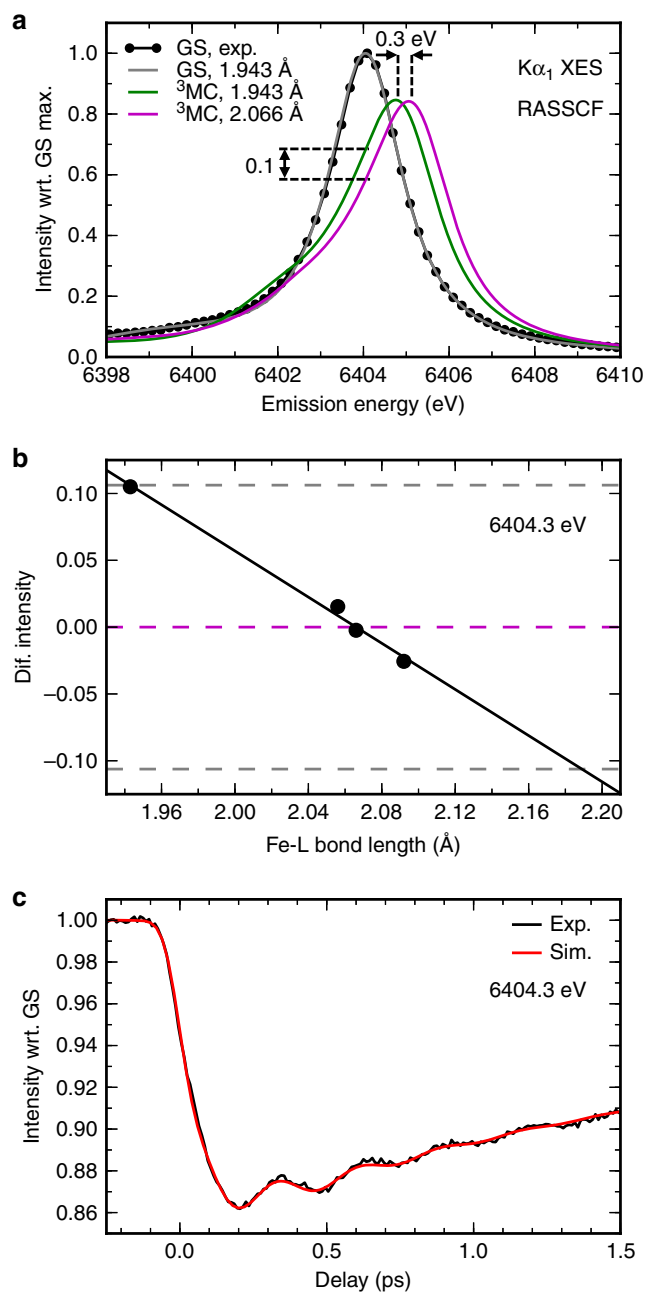 a
GS, exp.
GS, 1.943 Å
³MC, 1.943 Å
³MC, 2.066 Å
0.3 eV
Kα₁ XES
RASSCF
0.1
1.0
0.8
0.6
0.4
0.2
0.0
Intensity wrt. GS max.
6398 6400 6402 6404 6406 6408 6410
Emission energy (eV)
b
6404.3 eV
0.10
0.05
0.00
−0.05
−0.10
Dif. intensity
1.96 2.00 2.04 2.08 2.12 2.16 2.20
Fe-L bond length (Å)
c
Exp.
Sim.
6404.3 eV
1.00
0.98
0.96
0.94
0.92
0.90
0.88
0.86
Intensity wrt. GS
0.0 0.5 1.0 1.5
Delay (ps)